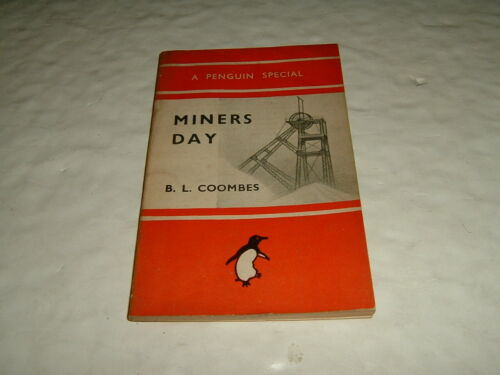 A PENGUIN SPECIAL
MINERS
DAY
B. L. COOMBES